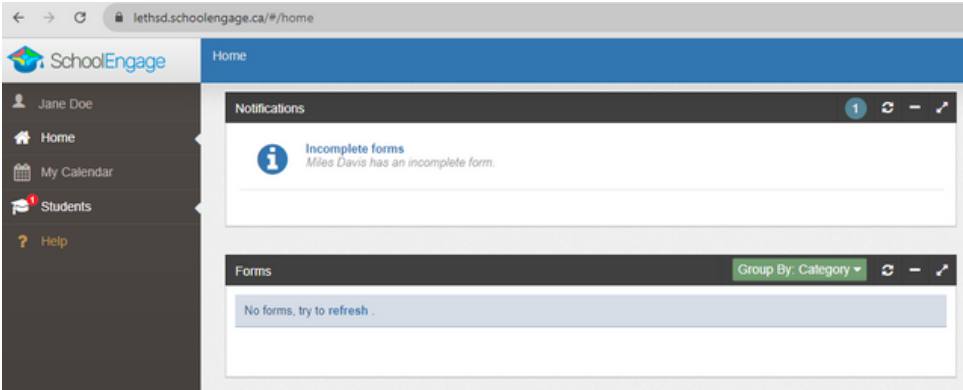 lethsd.schoolengage.ca/#/home
SchoolEngage
Home
Jane Doe
Home
My Calendar
1
Students
? Help
Notifications
1
Incomplete forms
Miles Davis has an incomplete form.
Forms
Group By: Category
No forms, try to refresh .